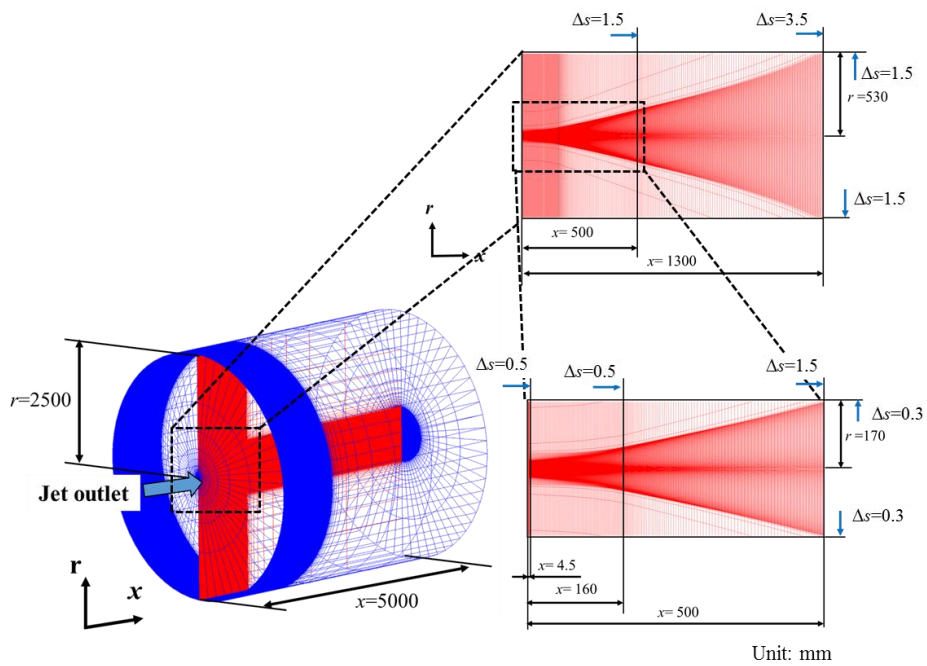 Δs=1.5
Δs=3.5
Δs=1.5
r =530
Δs=1.5
r
x
x= 500
x= 1300
r=2500
Jet outlet
r
x
x=5000
Δs=0.5
Δs=0.5
Δs=1.5
Δs=0.3
r =170
Δs=0.3
x= 4.5
x= 160
x= 500
Unit: mm